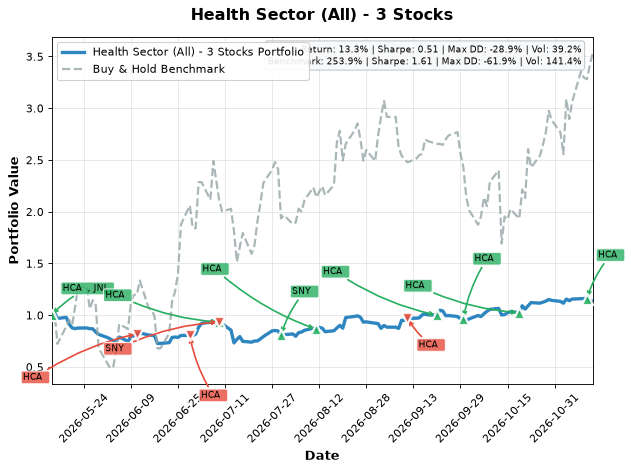 Health Sector (All) - 3 Stocks
Health Sector (All) - 3 Stocks Portfolio
Buy & Hold Benchmark
Return: 13.3% | Sharpe: 0.51 | Max DD: -28.9% | Vol: 39.2%
Benchmark: 253.9% | Sharpe: 1.61 | Max DD: -61.9% | Vol: 141.4%
Portfolio Value
3.5
3.0
2.5
2.0
1.5
1.0
0.5
HCA
HCA
HCA
HCA
HCA
HCA, JNJ
HCA
SNY
HCA
SNY
HCA
HCA
HCA
2026-05-24
2026-06-09
2026-06-25
2026-07-11
2026-07-27
2026-08-12
2026-08-28
2026-09-13
2026-09-29
2026-10-15
2026-10-31
Date